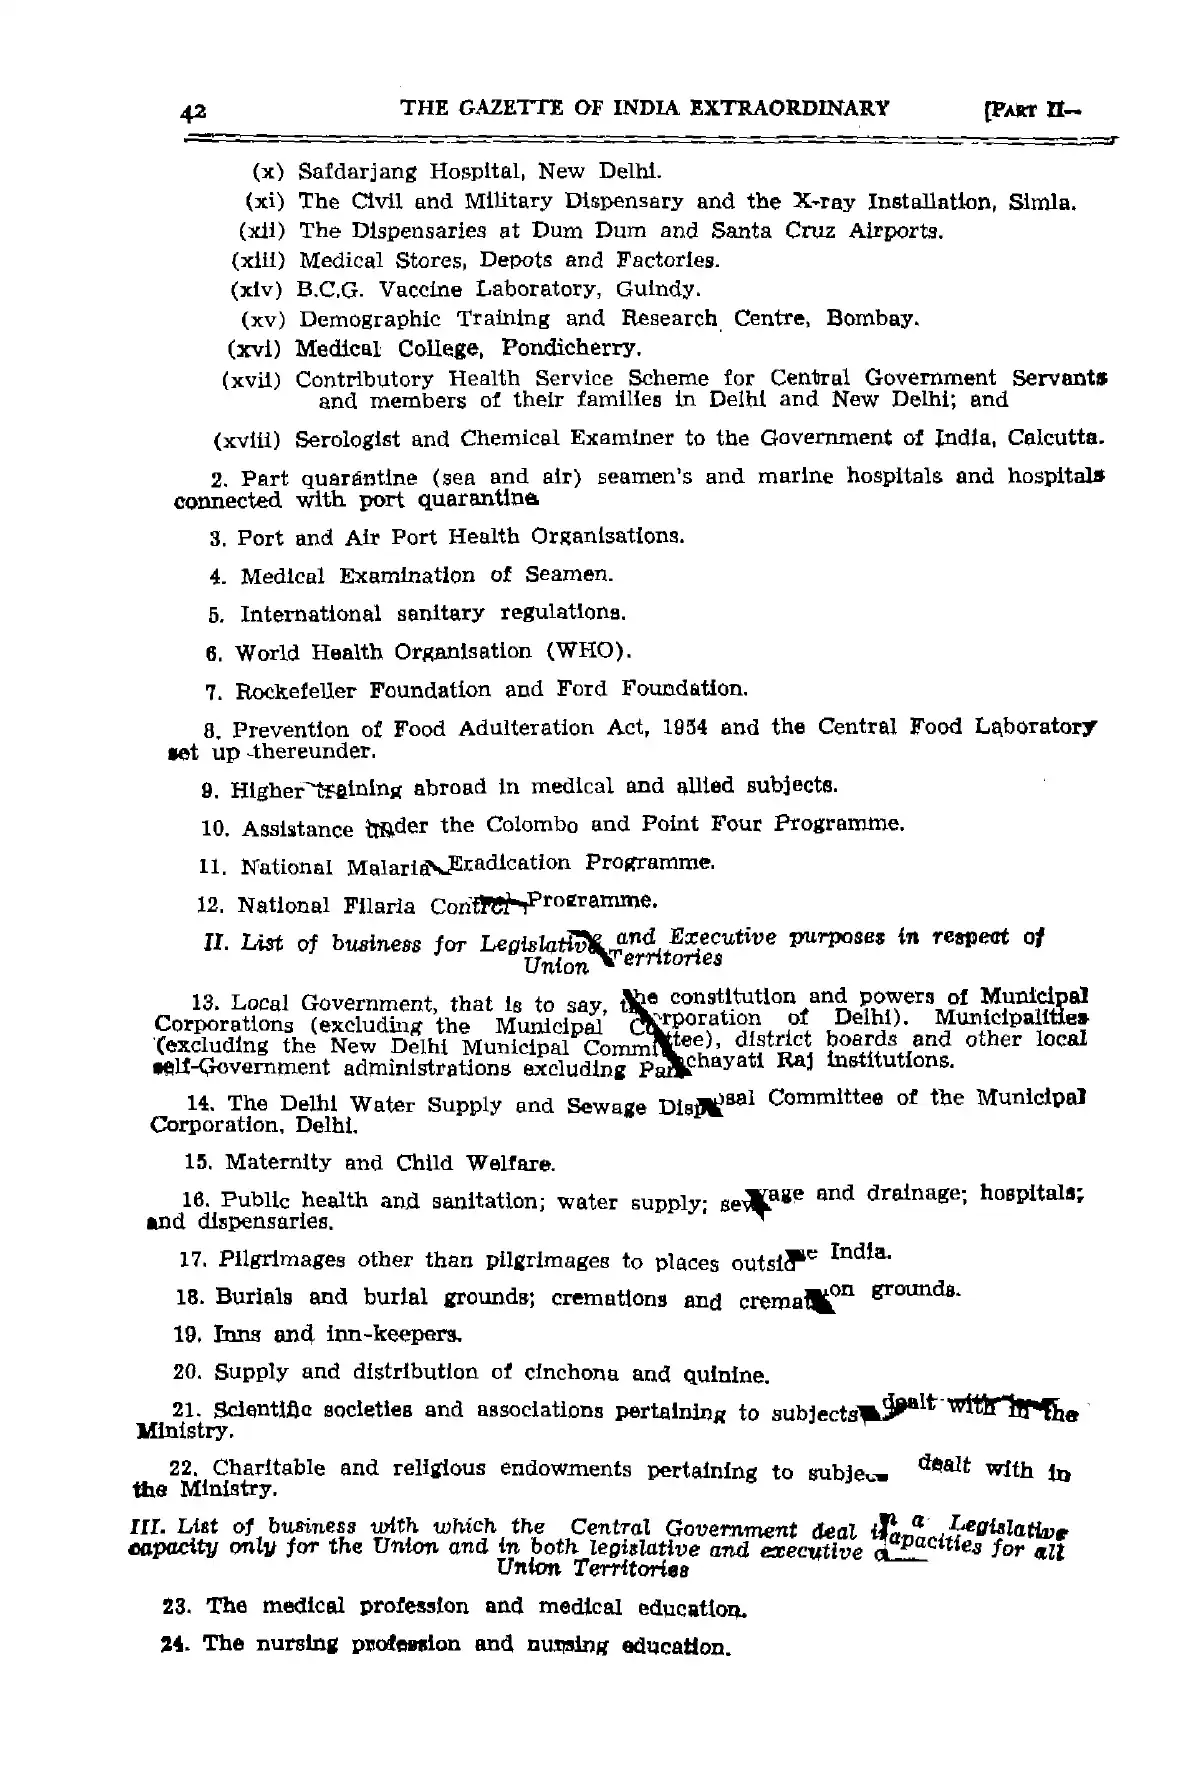 42 THE GAZETTE OF INDIA EXTRAORDINARY [PART II—
(x) Safdarjang Hospital, New Delhi.
(xi) The Civil and Military Dispensary and the X-ray Installation, Simla.
(xii) The Dispensaries at Dum Dum and Santa Cruz Airports.
(xiii) Medical Stores, Depots and Factories.
(xiv) B.C.G. Vaccine Laboratory, Guindy.
(xv) Demographic Training and Research Centre, Bombay.
(xvi) Medical College, Pondicherry.
(xvii) Contributory Health Service Scheme for Central Government Servants
and members of their families in Delhi and New Delhi; and
(xviii) Serologist and Chemical Examiner to the Government of India, Calcutta.
2. Part quarantine (sea and air) seamen's and marine hospitals and hospitals
connected with port quarantine
3. Port and Air Port Health Organisations.
4. Medical Examination of Seamen.
5. International sanitary regulations.
6. World Health Organisation (WHO).
7. Rockefeller Foundation and Ford Foundation.
8. Prevention of Food Adulteration Act, 1954 and the Central Food Laboratory
set up thereunder.
9. Higher training abroad in medical and allied subjects.
10. Assistance under the Colombo and Point Four Programme.
11. National Malaria Eradication Programme.
12. National Filaria Control Programme.
II. List of business for Legislative and Executive purposes in respect of
Union Territories
13. Local Government, that is to say, the constitution and powers of Municipal
Corporations (excluding the Municipal Corporation of Delhi). Municipalities
(excluding the New Delhi Municipal Committee), district boards and other local
self-Government administrations excluding Panchayati Raj institutions.
14. The Delhi Water Supply and Sewage Disposal Committee of the Municipal
Corporation, Delhi.
15. Maternity and Child Welfare.
16. Public health and sanitation; water supply; sewage and drainage; hospitals;
and dispensaries.
17. Pilgrimages other than pilgrimages to places outside India.
18. Burials and burial grounds; cremations and cremation grounds.
19. Inns and inn-keepers.
20. Supply and distribution of cinchona and quinine.
21. Scientific societies and associations pertaining to subjects dealt with in the
Ministry.
22. Charitable and religious endowments pertaining to subjects dealt with in
the Ministry.
III. List of business with which the Central Government deal in a Legislative
capacity only for the Union and in both legislative and executive capacities for all
Union Territories
23. The medical profession and medical education.
24. The nursing profession and nursing education.